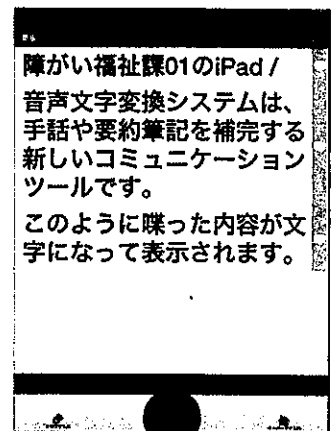 障がい福祉課01のiPad /
音声文字変換システムは、
手話や要約筆記を補完する
新しいコミュニケーション
ツールです。
このように喋った内容が文
字になって表示されます。